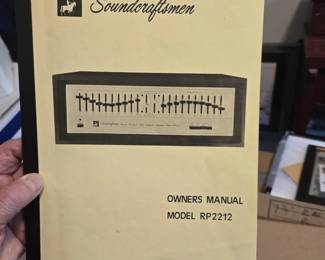 Soundcraftsmen
OWNERS MANUAL
MODEL RP2212